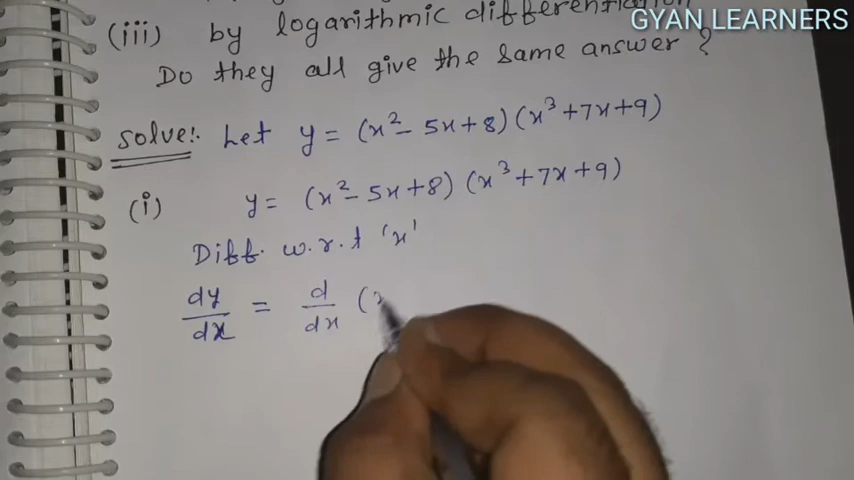 GYAN LEARNERS
(iii) by logarithmic differentiation
Do they all give the same answer ?
Solve:. Let y = (x² - 5x + 8) (x³ + 7x + 9)
(i) y = (x² - 5x + 8) (x³ + 7x + 9)
Diff. w.r.t 'x'
dy/dx = d/dx (